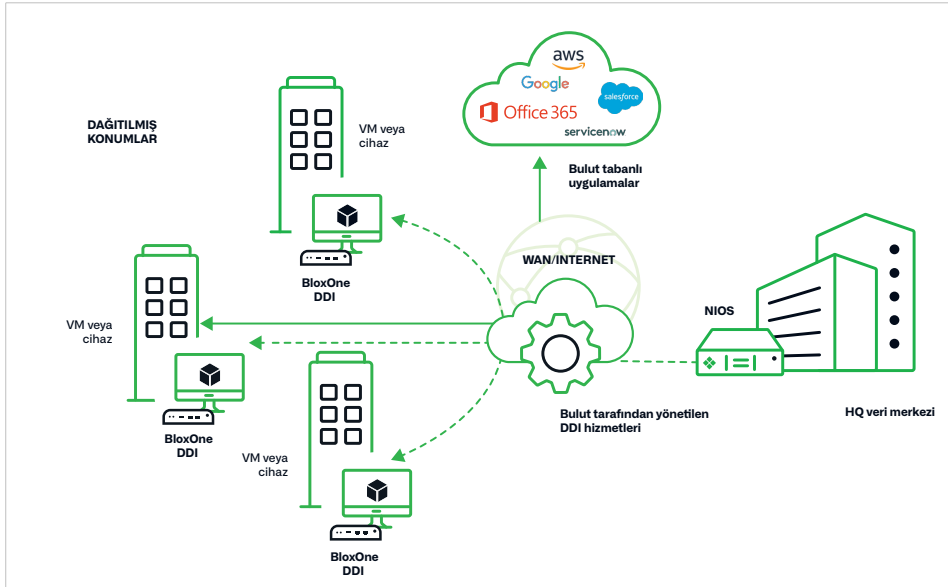 aws
Google
Office 365
salesforce
servicenow
DAĞITILMIŞ
KONUMLAR
VM veya
cihaz
Bulut tabanlı
uygulamalar
WAN/INTERNET
BloxOne
DDI
NIOS
VM veya
cihaz
HQ veri merkezi
Bulut tarafından yönetilen
DDI hizmetleri
BloxOne
DDI
VM veya
cihaz
BloxOne
DDI